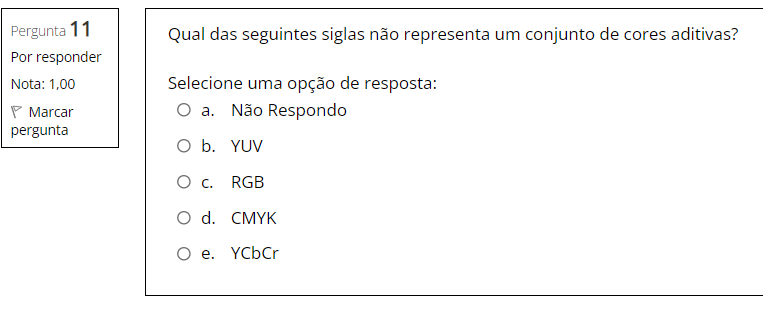 Pergunta 11
Por responder
Nota: 1,00
Marcar
pergunta
Qual das seguintes siglas não representa um conjunto de cores aditivas?
Selecione uma opção de resposta:
a. Não Respondo
b. YUV
c. RGB
d. CMYK
e. YCbCr